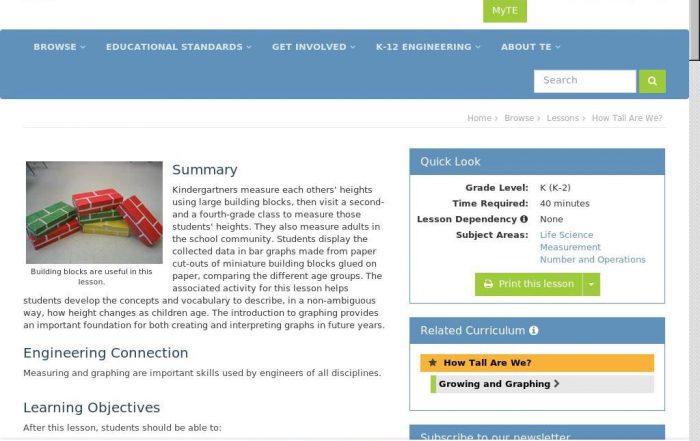 MyTE
BROWSE EDUCATIONAL STANDARDS GET INVOLVED K-12 ENGINEERING ABOUT TE
Search
Home › Browse › Lessons › How Tall Are We?
Building blocks are useful in this
lesson.
Summary
Kindergartners measure each others' heights
using large building blocks, then visit a second-
and a fourth-grade class to measure those
students' heights. They also measure adults in
the school community. Students display the
collected data in bar graphs made from paper
cut-outs of miniature building blocks glued on
paper, comparing the different age groups. The
associated activity for this lesson helps
students develop the concepts and vocabulary to describe, in a non-ambiguous
way, how height changes as children age. The introduction to graphing provides
an important foundation for both creating and interpreting graphs in future years.
Engineering Connection
Measuring and graphing are important skills used by engineers of all disciplines.
Learning Objectives
After this lesson, students should be able to:
Quick Look
Grade Level: K (K-2)
Time Required: 40 minutes
Lesson Dependency None
Subject Areas: Life Science
Measurement
Number and Operations
Print this lesson
Related Curriculum
How Tall Are We?
Growing and Graphing
Subscribe to our newsletter